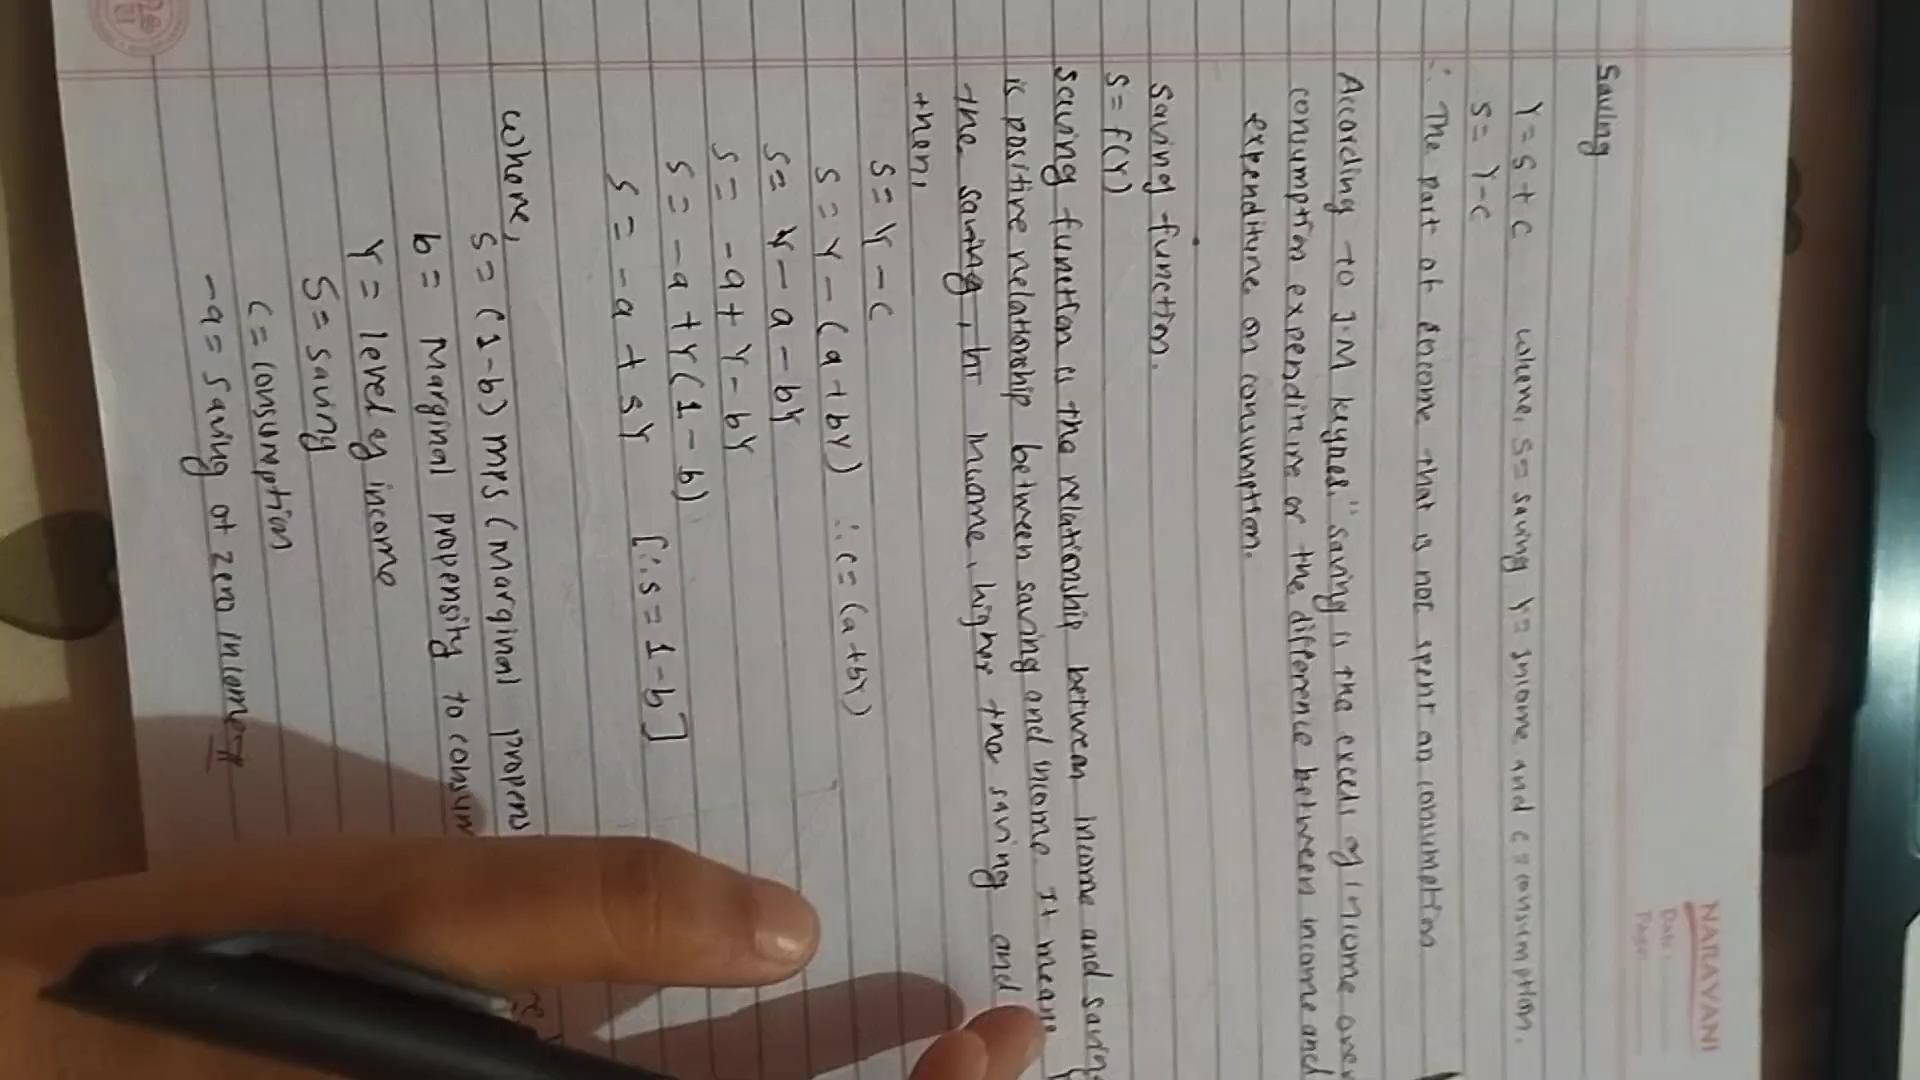 NARAYANI
Date:
Page:
Saving
Y = S + C where, S = saving Y = Income and C = consumption.
S = Y - C
∴ The part of income that is not spent on consumption
According to J.M keynes. "Saving is the excess of income over
consumption expenditure or the difference between income and
expenditure on consumption.
Saving function.
S = f(Y)
Saving function is the relationship between income and saving
is positive relationship between saving and income. It means
the saving, hr income, higher the saving and
then,
S = Y - C
S = Y - (a + bY) ∴ C = (a + bY)
S = Y - a - bY
S = -a + Y - bY
S = -a + Y (1 - b)
S = -a + sY [∵ s = 1 - b]
where,
S = (1 - b) mrs (Marginal propens
b = Marginal propensity to consum
Y = level of income
S = saving
C = consumption
-a = Saving at zero income